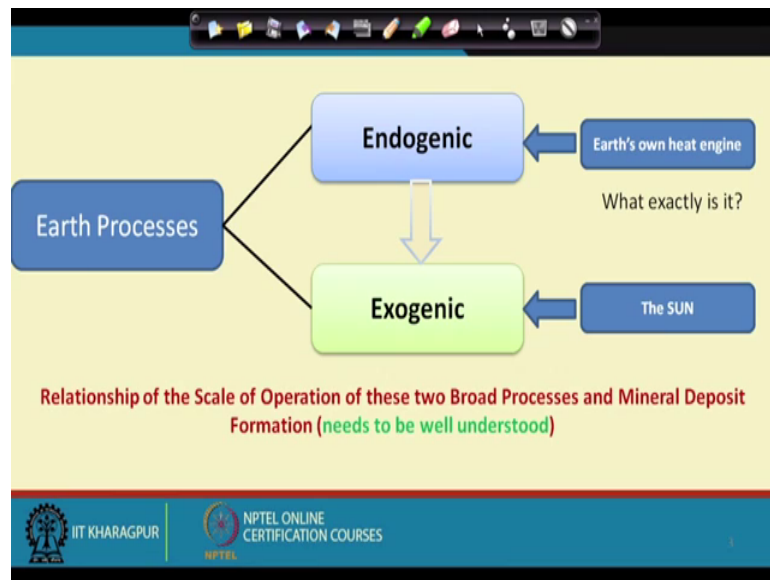 Endogenic
Earth's own heat engine
What exactly is it?
Earth Processes
Exogenic
The SUN
Relationship of the Scale of Operation of these two Broad Processes and Mineral Deposit
Formation (needs to be well understood)
IIT KHARAGPUR
NPTEL
NPTEL ONLINE
CERTIFICATION COURSES